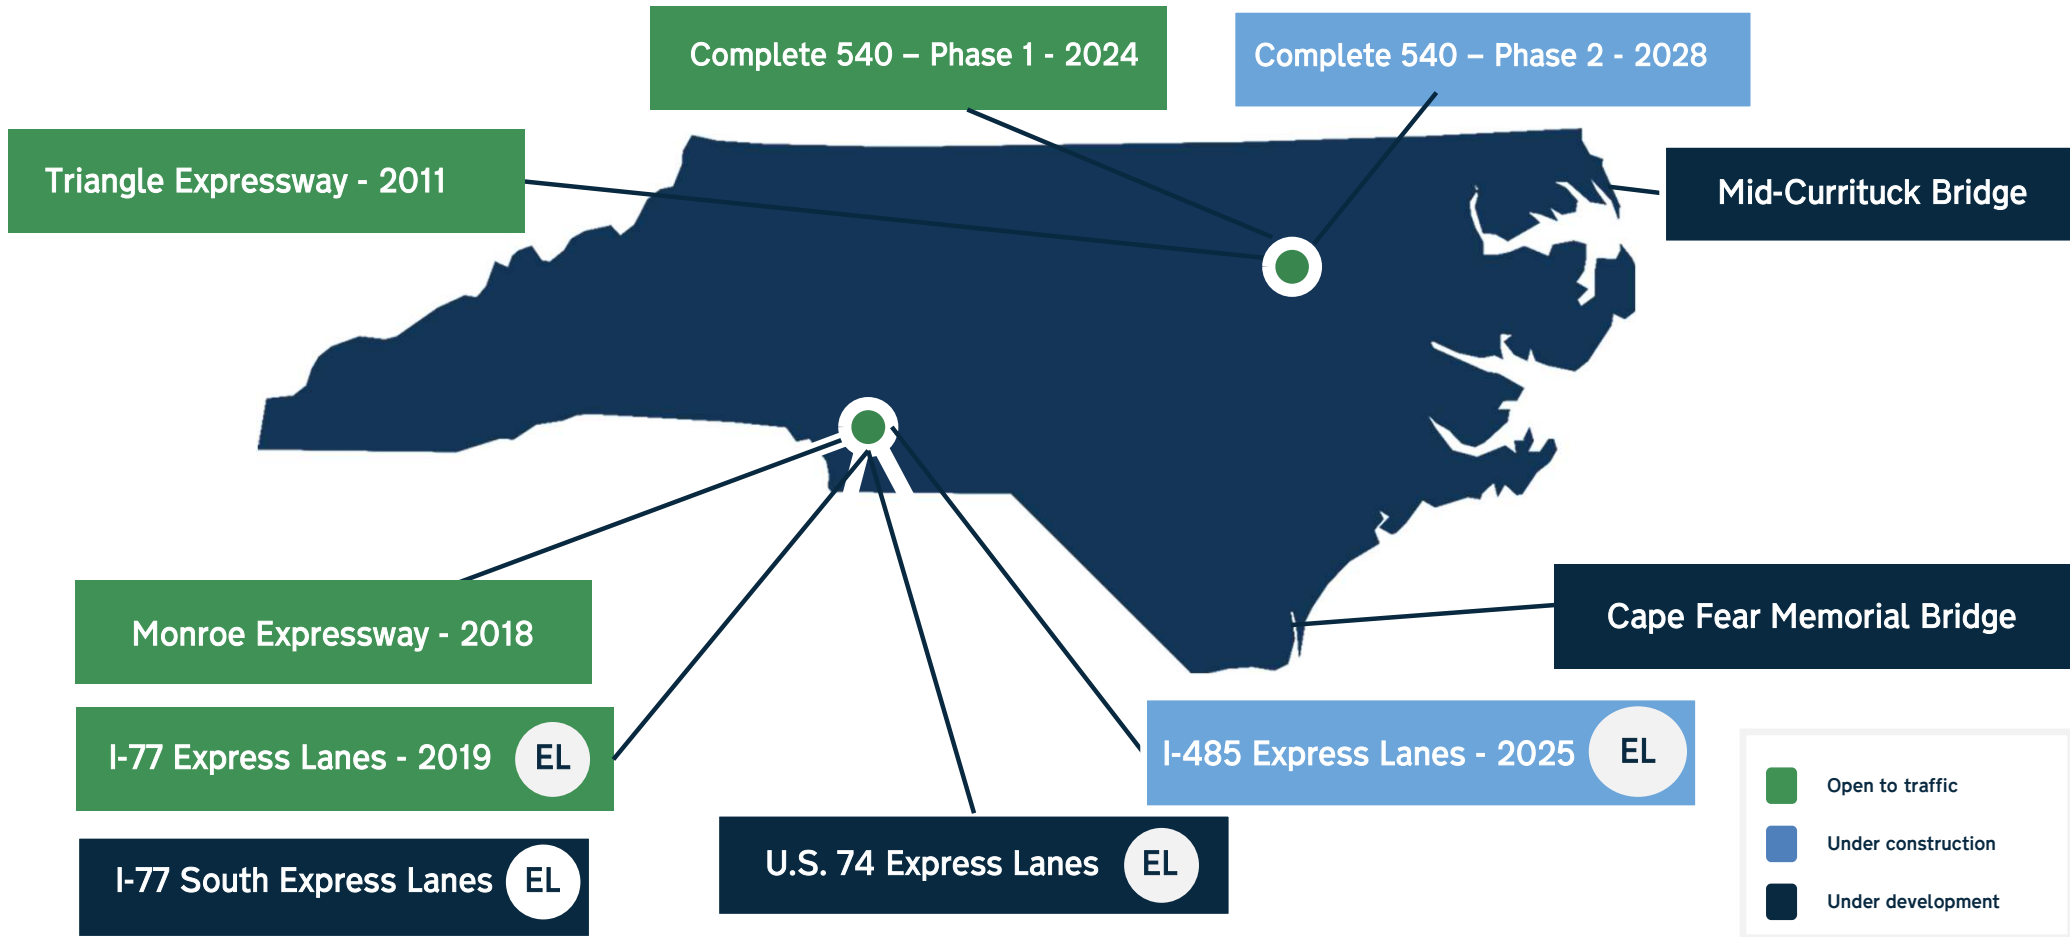 Complete 540 – Phase 1 - 2024
Complete 540 – Phase 2 - 2028
Triangle Expressway - 2011
Mid-Currituck Bridge
Cape Fear Memorial Bridge
Monroe Expressway - 2018
I-77 Express Lanes - 2019 EL
I-485 Express Lanes - 2025 EL
I-77 South Express Lanes EL
U.S. 74 Express Lanes EL
Open to traffic
Under construction
Under development